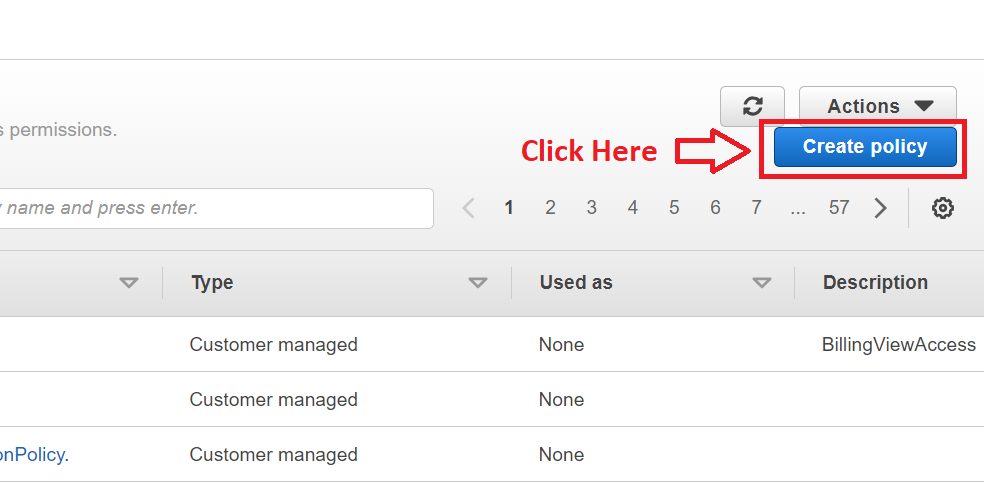 s permissions.
Actions
Click Here
Create policy
name and press enter.
1 2 3 4 5 6 7 ... 57
Type Used as Description
Customer managed None BillingViewAccess
Customer managed None
onPolicy. Customer managed None